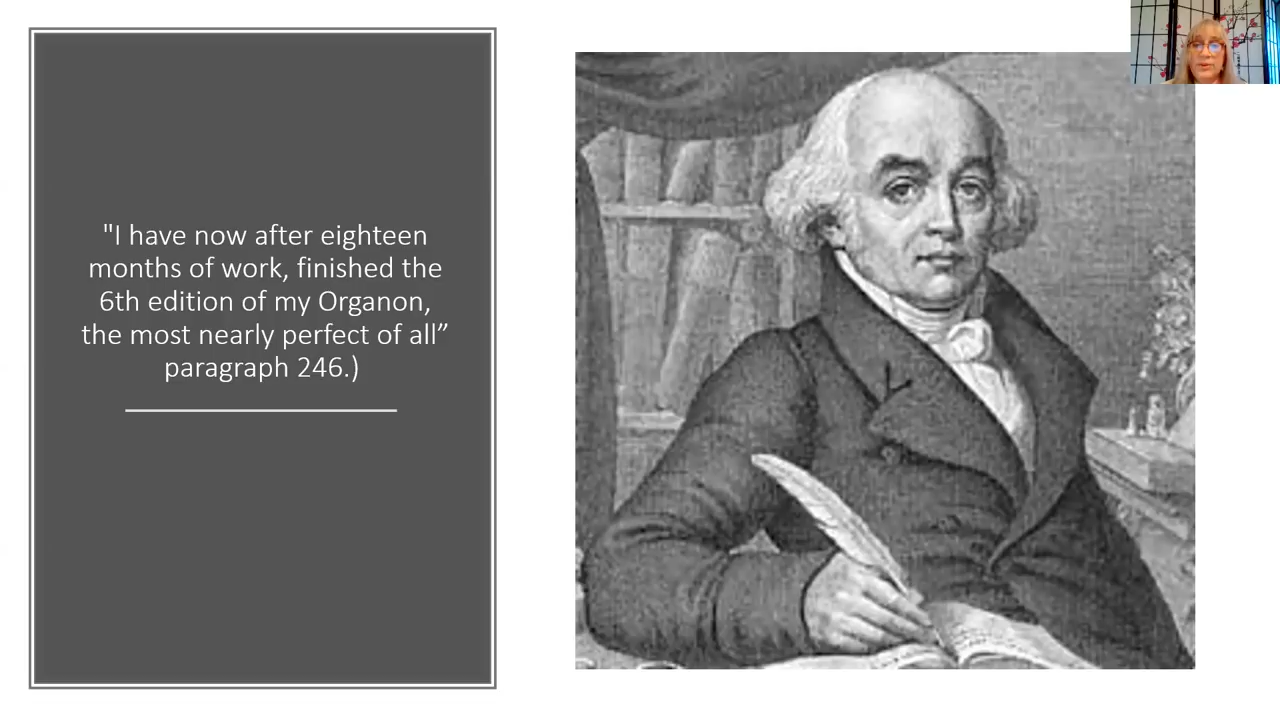 "I have now after eighteen
months of work, finished the
6th edition of my Organon,
the most nearly perfect of all”
paragraph 246.)